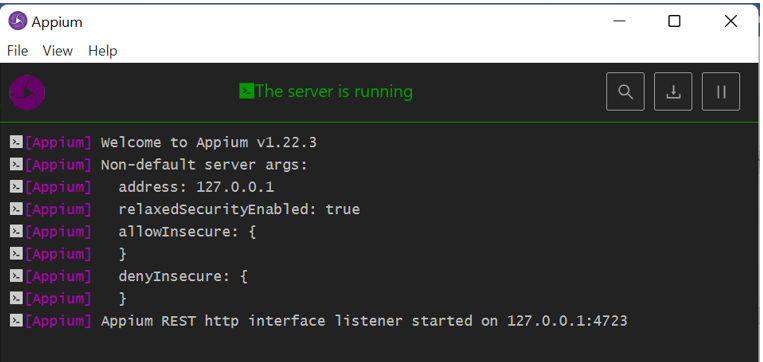 Appium
File View Help
The server is running
[Appium] Welcome to Appium v1.22.3
[Appium] Non-default server args:
[Appium]   address: 127.0.0.1
[Appium]   relaxedSecurityEnabled: true
[Appium]   allowInsecure: {
[Appium]   }
[Appium]   denyInsecure: {
[Appium]   }
[Appium] Appium REST http interface listener started on 127.0.0.1:4723